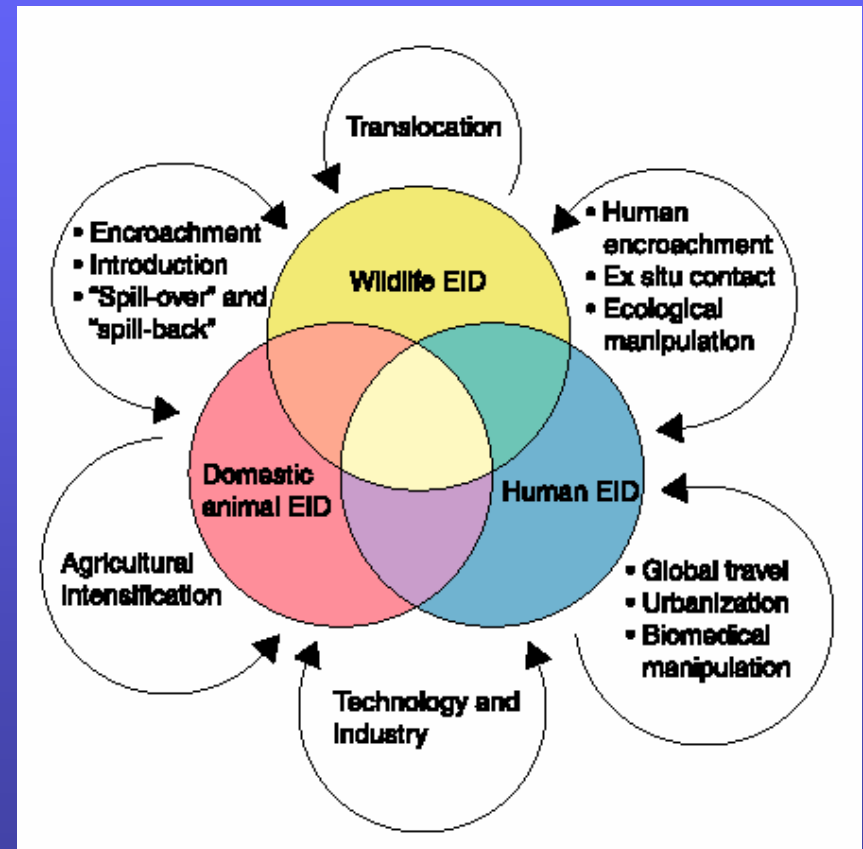 Translocation
• Encroachment
• Introduction
• "Spill-over" and
"spill-back"
• Human
encroachment
• Ex situ contact
• Ecological
manipulation
Wildlife EID
Domestic
animal EID
Human EID
Agricultural
intensification
• Global travel
• Urbanization
• Biomedical
manipulation
Technology and
Industry